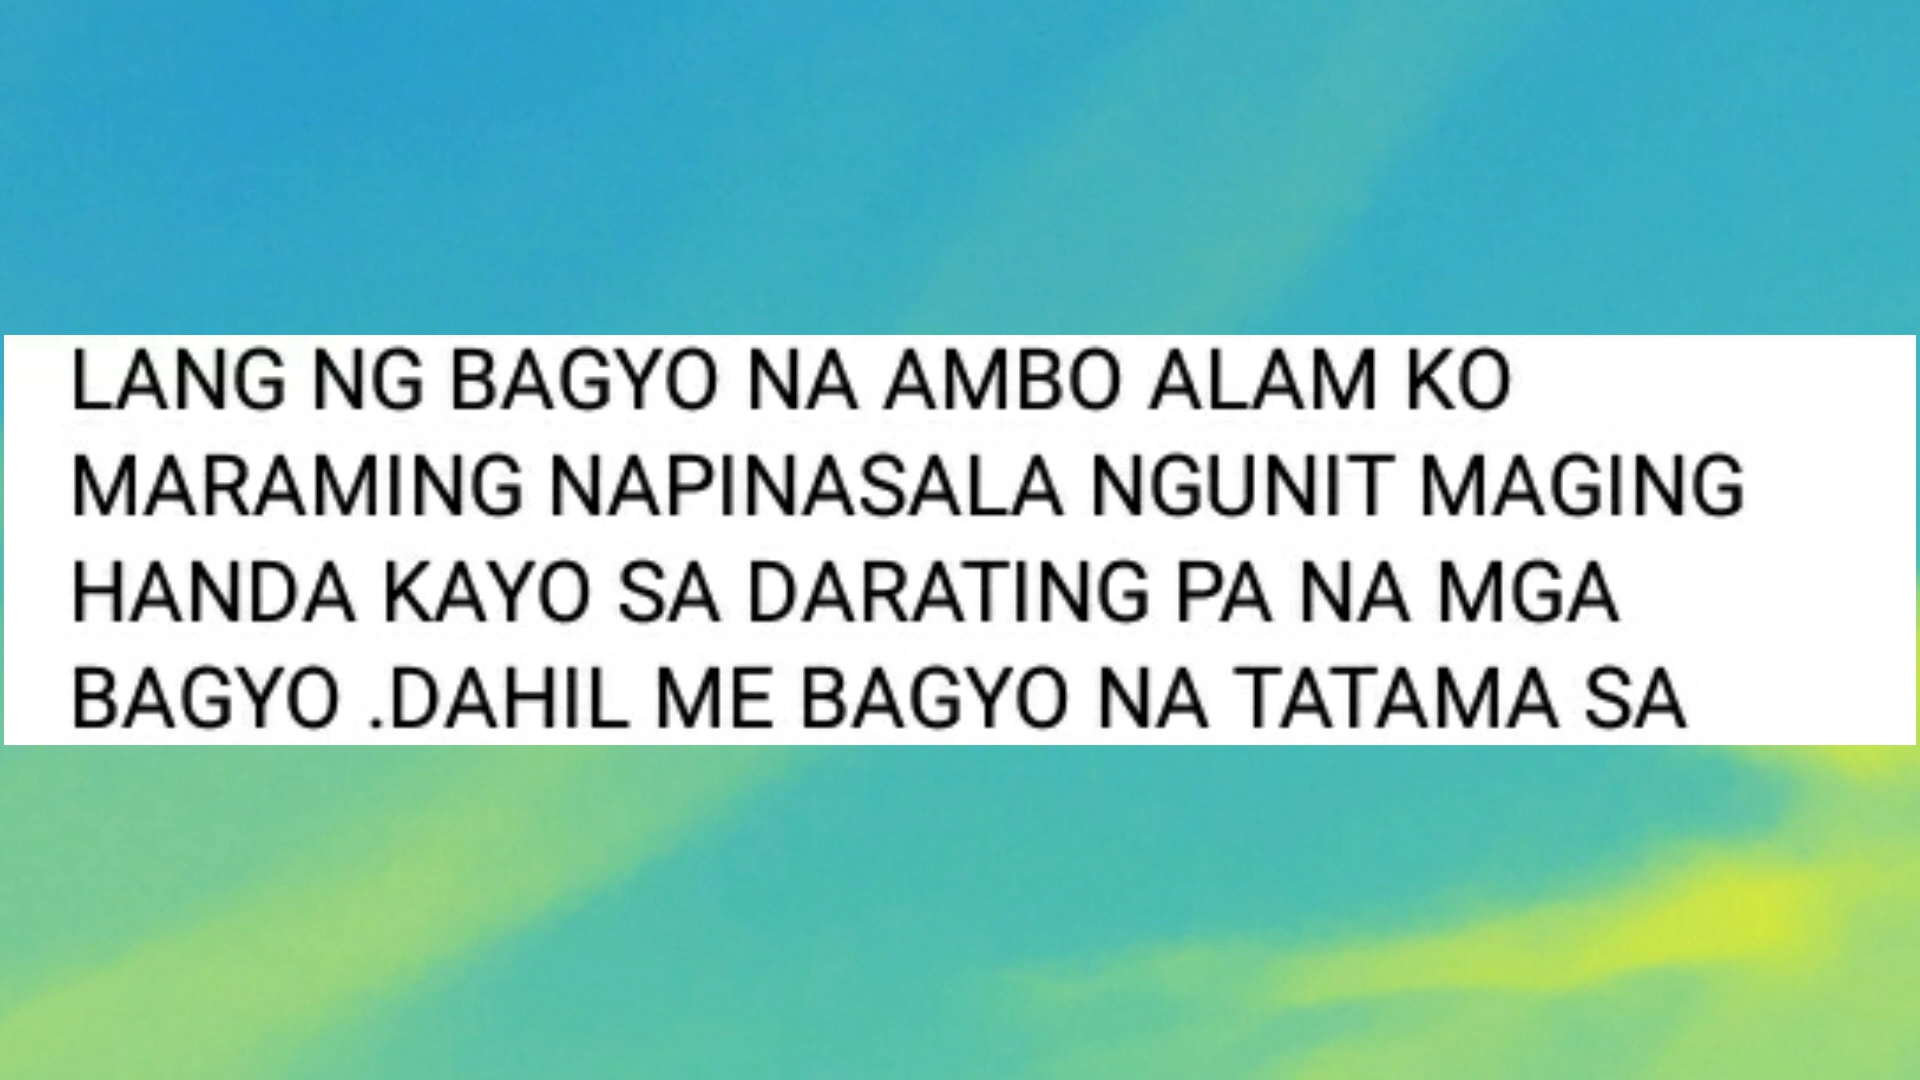 LANG NG BAGYO NA AMBO ALAM KO
MARAMING NAPINASALA NGUNIT MAGING
HANDA KAYO SA DARATING PA NA MGA
BAGYO .DAHIL ME BAGYO NA TATAMA SA